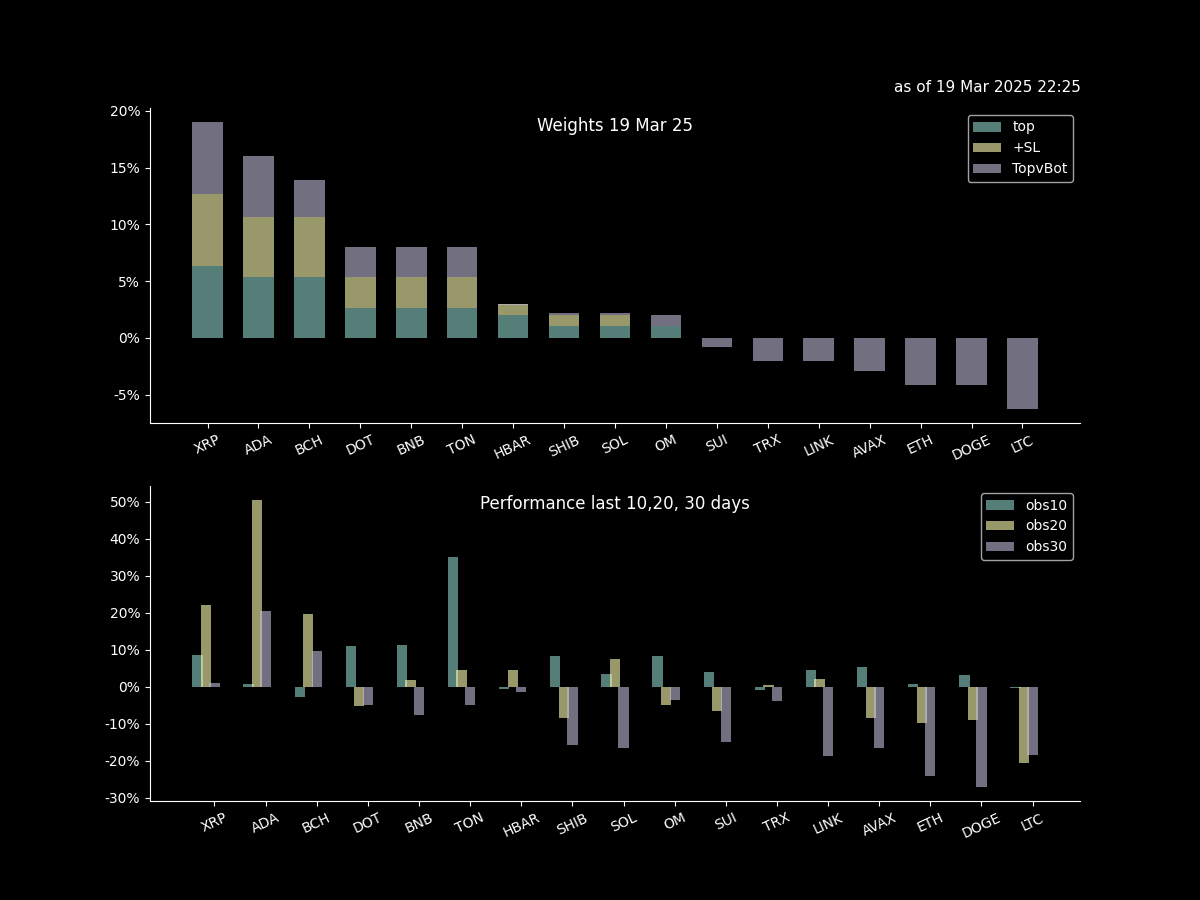 as of 19 Mar 2025 22:25
Weights 19 Mar 25
top
+SL
TopvBot
20%
15%
10%
5%
0%
-5%
XRP ADA BCH DOT BNB TON HBAR SHIB SOL OM SUI TRX LINK AVAX ETH DOGE LTC
Performance last 10,20, 30 days
obs10
obs20
obs30
50%
40%
30%
20%
10%
0%
-10%
-20%
-30%
XRP ADA BCH DOT BNB TON HBAR SHIB SOL OM SUI TRX LINK AVAX ETH DOGE LTC